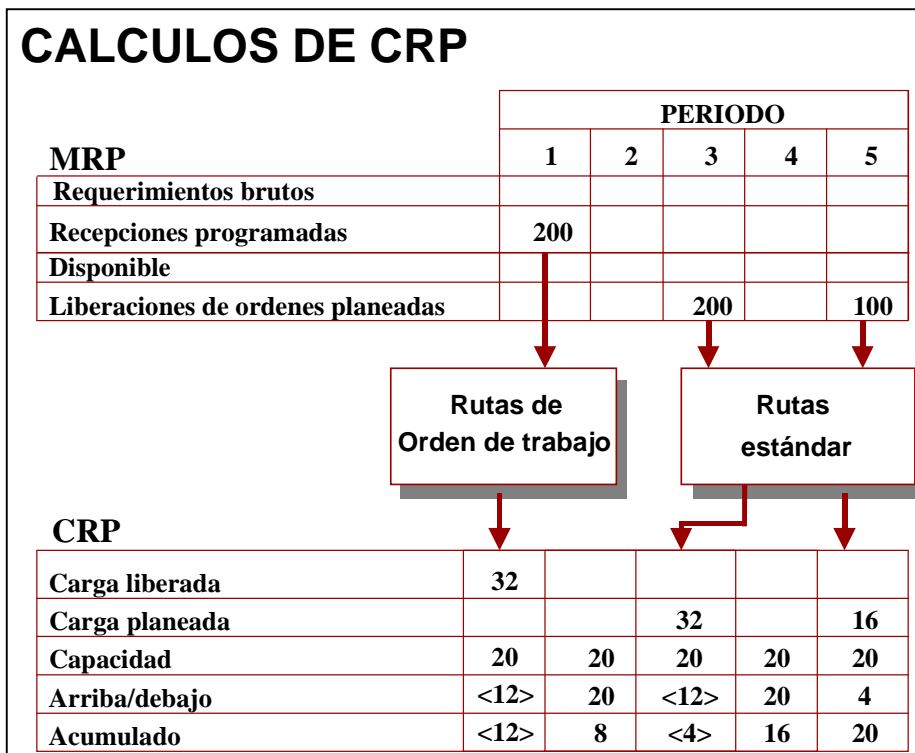 CALCULOS DE CRP
PERIODO
MRP 1 2 3 4 5
Requerimientos brutos
Recepciones programadas 200
Disponible
Liberaciones de ordenes planeadas 200 100
Rutas de
Orden de trabajo
Rutas
estándar
CRP
Carga liberada 32
Carga planeada 32 16
Capacidad 20 20 20 20 20
Arriba/debajo <12> 20 <12> 20 4
Acumulado <12> 8 <4> 16 20